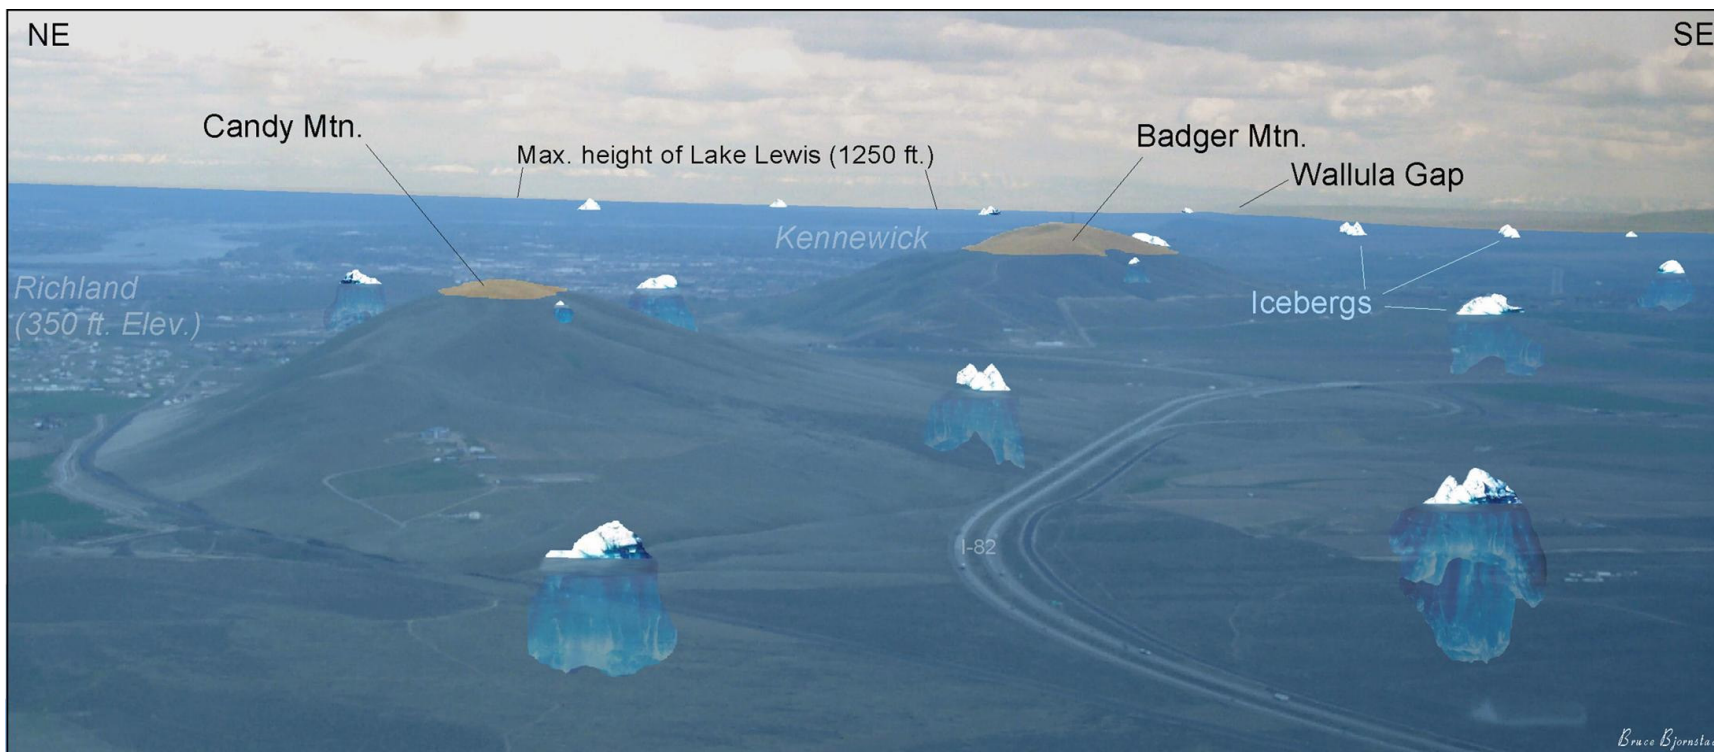 NE
SE
Candy Mtn.
Max. height of Lake Lewis (1250 ft.)
Badger Mtn.
Wallula Gap
Kennewick
Richland
(350 ft. Elev.)
Icebergs
I-82
Bruce Bjornstad